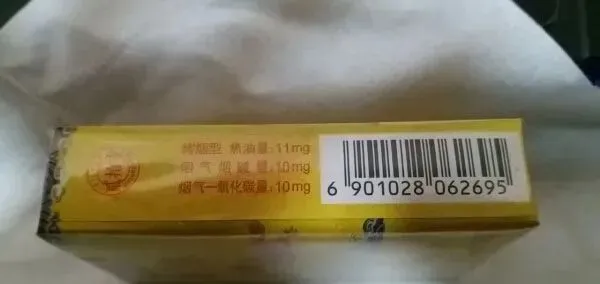 烤烟型 焦油量:11mg
烟气烟碱量:1.0mg
烟气一氧化碳量:10mg
6 901028 062695